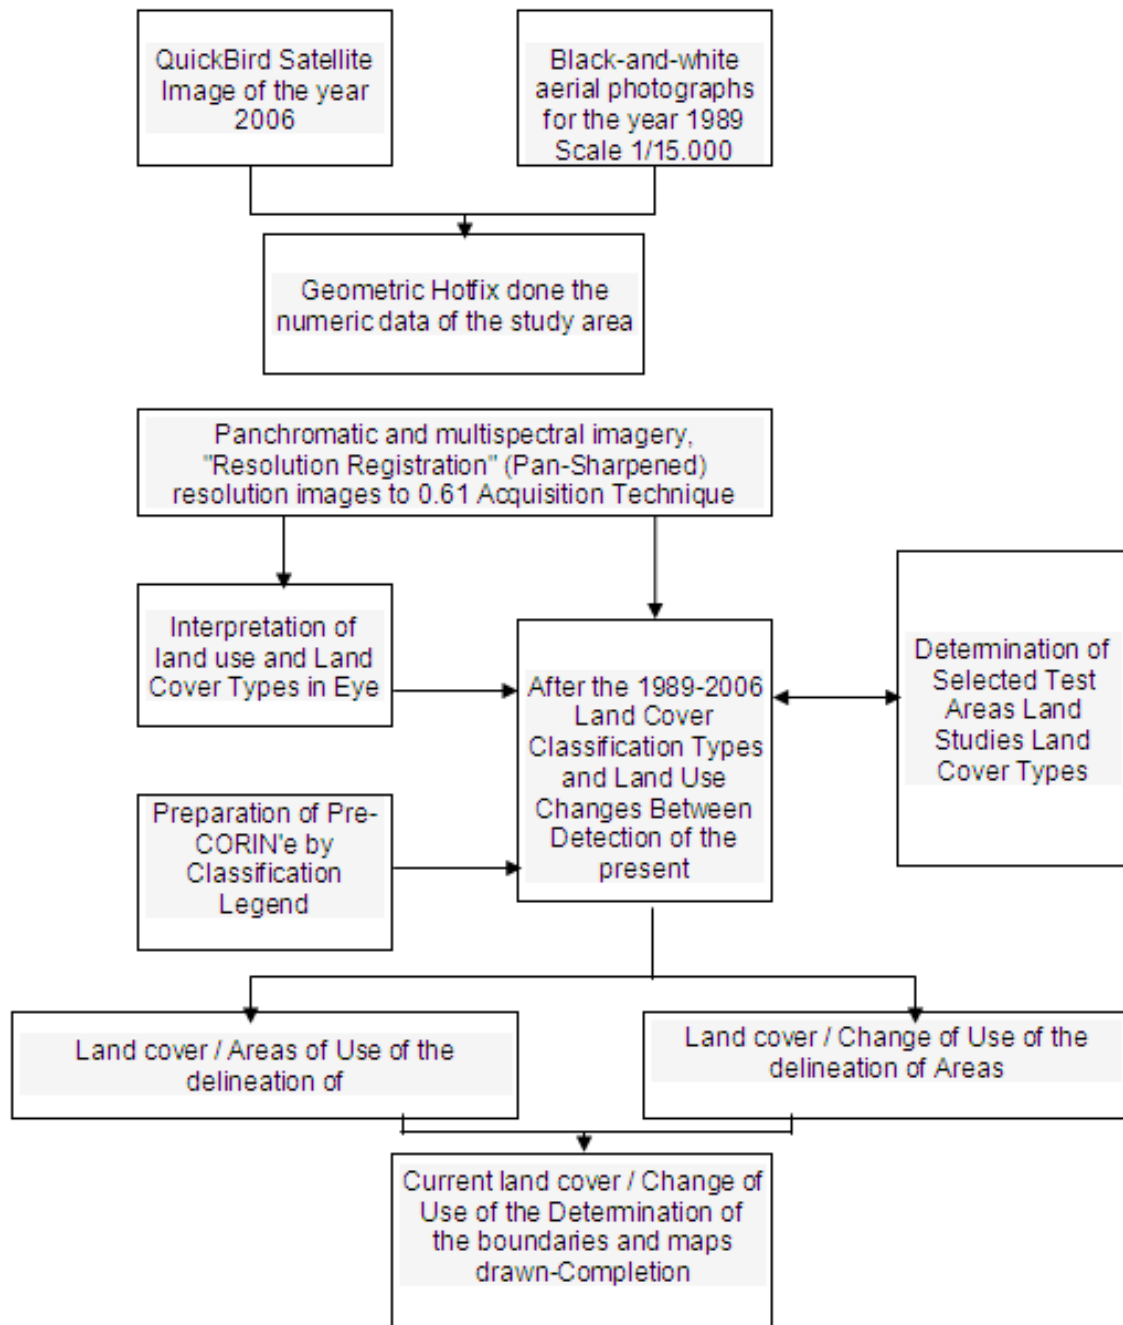 QuickBird Satellite
Image of the year
2006
Black-and-white
aerial photographs
for the year 1989
Scale 1/15.000
Geometric Hotfix done the
numeric data of the study
area
Panchromatic and multispectral imagery,
"Resolution Registration" (Pan-Sharpened)
resolution images to 0.61 Acquisition Technique
Interpretation of
land use and Land
Cover Types in Eye
After the 1989-2006
Land Cover
Classification Types
and Land Use
Changes Between
Detection of the
present
Determination of
Selected Test
Areas Land
Studies Land
Cover Types
Preparation of Pre-
CORIN'e by
Classification
Legend
Land cover / Areas of Use of the
delineation of
Land cover / Change of Use of the
delineation of Areas
Current land cover / Change of
Use of the Determination of
the boundaries and maps
drawn-Completion